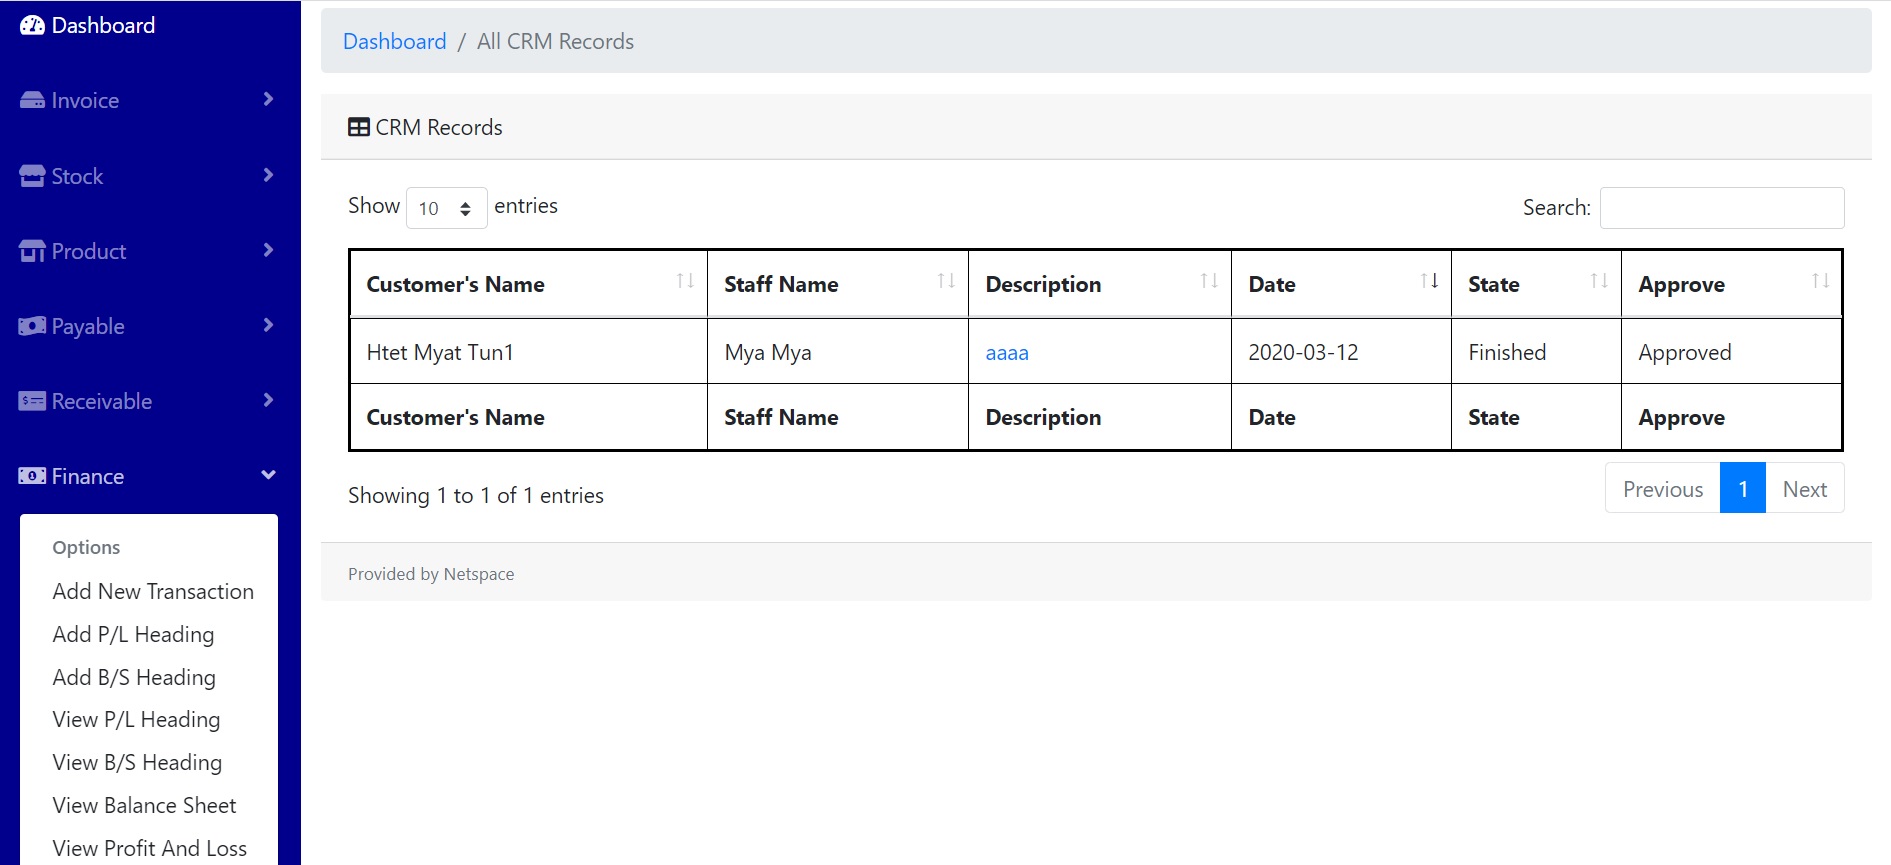 Dashboard
Invoice
Stock
Product
Payable
Receivable
Finance
Options
Add New Transaction
Add P/L Heading
Add B/S Heading
View P/L Heading
View B/S Heading
View Balance Sheet
View Profit And Loss
Dashboard / All CRM Records
CRM Records
Show 10 entries
Search:
Customer's Name Staff Name Description Date State Approve
Htet Myat Tun1 Mya Mya aaaa 2020-03-12 Finished Approved
Customer's Name Staff Name Description Date State Approve
Showing 1 to 1 of 1 entries
Previous 1 Next
Provided by Netspace